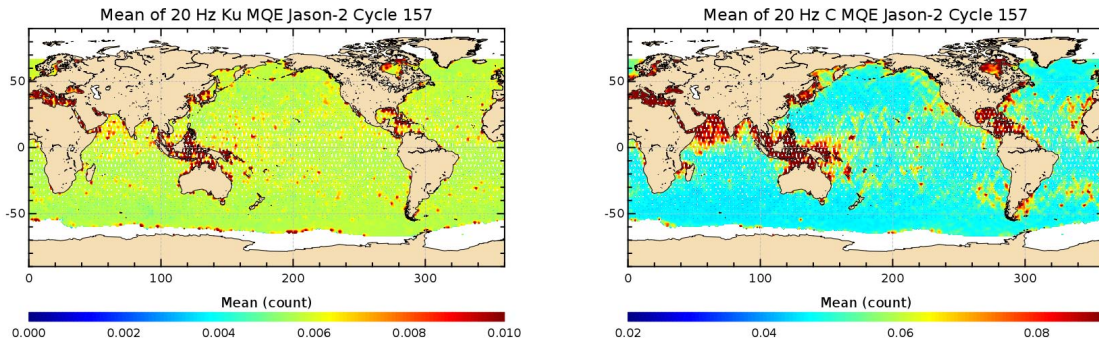 Mean of 20 Hz Ku MQE Jason-2 Cycle 157
50
0
-50
0 100 200 300
Mean (count)
0.000 0.002 0.004 0.006 0.008 0.010
Mean of 20 Hz C MQE Jason-2 Cycle 157
50
0
-50
0 100 200 300
Mean (count)
0.02 0.04 0.06 0.08